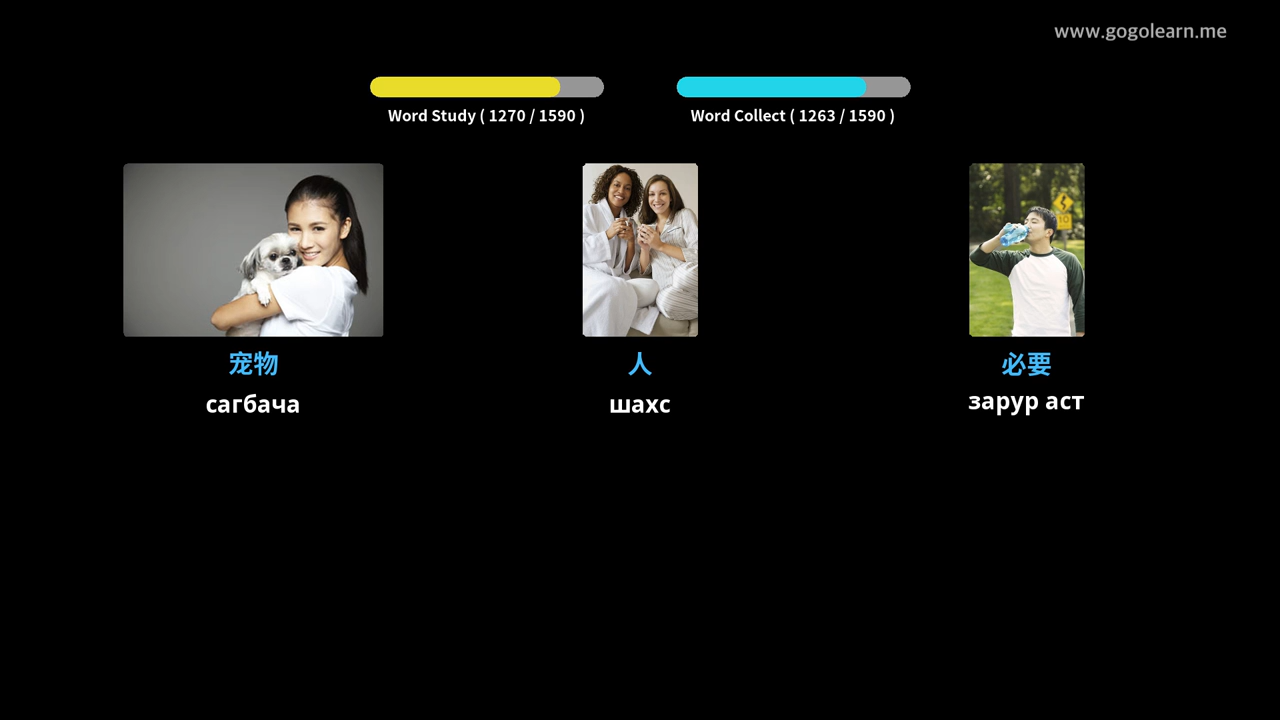 www.gogolearn.me
Word Study ( 1270 / 1590 )
Word Collect ( 1263 / 1590 )
宠物
人
必要
сагбача
шахс
зарур аст